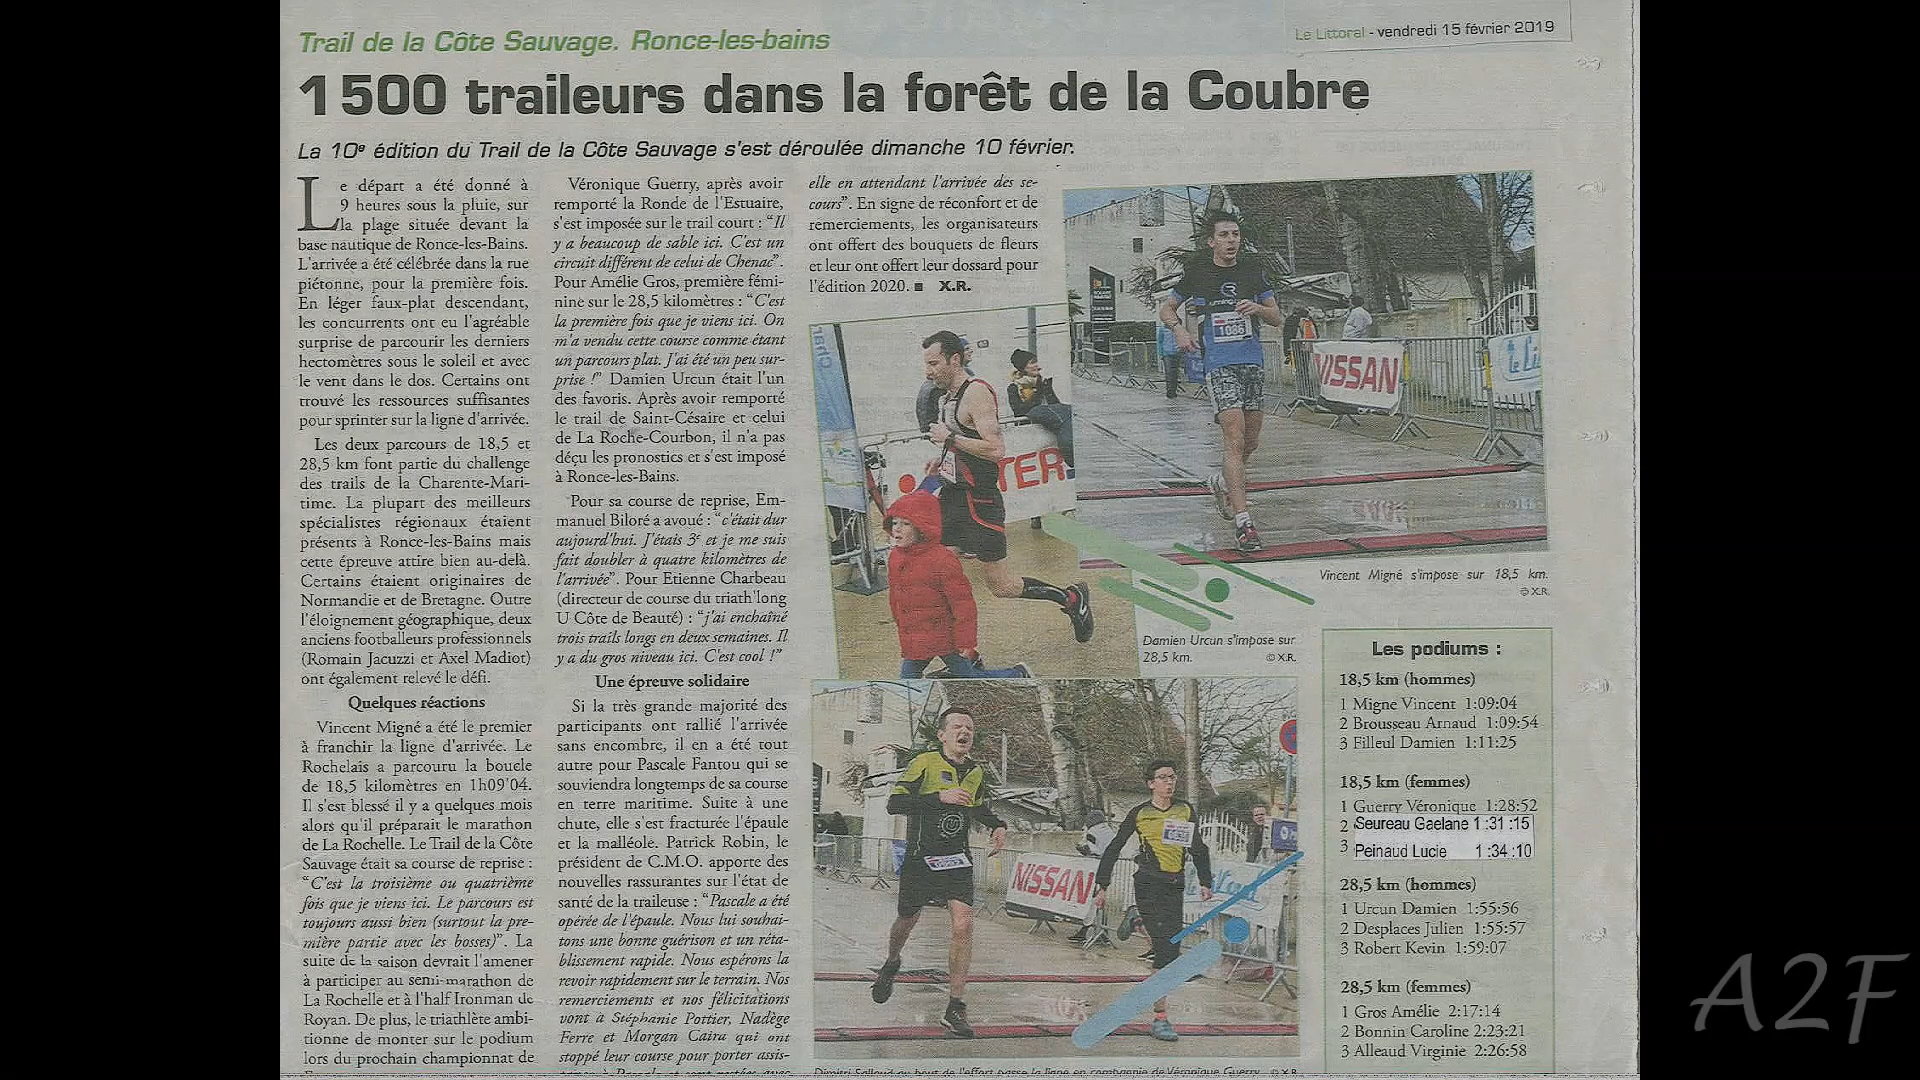 Trail de la Côte Sauvage. Ronce-les-bains
Le Littoral - vendredi 15 février 2019
1500 traileurs dans la forêt de la Coubre
La 10e édition du Trail de la Côte Sauvage s'est déroulée dimanche 10 février.
Le départ a été donné à
9 heures sous la pluie, sur
la plage située devant la
base nautique de Ronce-les-Bains.
L'arrivée a été célébrée dans la rue
piétonne, pour la première fois.
En léger faux-plat descendant,
les concurrents ont eu l'agréable
surprise de parcourir les derniers
hectomètres sous le soleil et avec
le vent dans le dos. Certains ont
trouvé les ressources suffisantes
pour sprinter sur la ligne d'arrivée.
Les deux parcours de 18,5 et
28,5 km font partie du challenge
des trails de la Charente-Mari-
time. La plupart des meilleurs
spécialistes régionaux étaient
présents à Ronce-les-Bains mais
cette épreuve attire bien au-delà.
Certains étaient originaires de
Normandie et de Bretagne. Outre
l'éloignement géographique, deux
anciens footballeurs professionnels
(Romain Jacuzzi et Axel Madiot)
ont également relevé le défi.
Quelques réactions
Vincent Migné a été le premier
à franchir la ligne d'arrivée. Le
Rochelais a parcouru la boucle
de 18,5 kilomètres en 1h09'04.
Il s'est blessé il y a quelques mois
alors qu'il préparait le marathon
de La Rochelle. Le Trail de la Côte
Sauvage était sa course de reprise :
"C'est la troisième ou quatrième
fois que je viens ici. Le parcours est
toujours aussi bien (surtout la pre-
mière partie avec les bosses)". La
suite de la saison devrait l'amener
à participer au semi-marathon de
La Rochelle et à l'half Ironman de
Royan. De plus, le triathlète ambi-
tionne de monter sur le podium
lors du prochain championnat de
Véronique Guerry, après avoir
remporté la Ronde de l'Estuaire,
s'est imposée sur le trail court : "Il
y a beaucoup de sable ici. C'est un
circuit différent de celui de Chenac".
Pour Amélie Gros, première fémi-
nine sur le 28,5 kilomètres : "C'est
la première fois que je viens ici. On
m'a vendu cette course comme étant
un parcours plat. J'ai été un peu sur-
prise !" Damien Urcun était l'un
des favoris. Après avoir remporté
le trail de Saint-Césaire et celui
de La Roche-Courbon, il n'a pas
déçu les pronostics et s'est imposé
à Ronce-les-Bains.
Pour sa course de reprise, Em-
manuel Biloré a avoué : "c'était dur
aujourd'hui. J'étais 3e et je me suis
fait doubler à quatre kilomètres de
l'arrivée". Pour Etienne Charbeau
(directeur de course du triath'long
U Côte de Beauté) : "j'ai enchaîné
trois trails longs en deux semaines. Il
y a du gros niveau ici. C'est cool !"
Une épreuve solidaire
Si la très grande majorité des
participants ont rallié l'arrivée
sans encombre, il en a été tout
autre pour Pascale Fantou qui se
souviendra longtemps de sa course
en terre maritime. Suite à une
chute, elle s'est fracturée l'épaule
et la malléole. Patrick Robin, le
président de C.M.O. apporte des
nouvelles rassurantes sur l'état de
santé de la traileuse : "Pascale a été
opérée de l'épaule. Nous lui souhai-
tons une bonne guérison et un réta-
blissement rapide. Nous espérons la
revoir rapidement sur le terrain. Nos
remerciements et nos félicitations
vont à Stéphanie Pottier, Nadège
Ferre et Morgan Caira qui ont
stoppé leur course pour porter assis-
elle en attendant l'arrivée des se-
cours". En signe de réconfort et de
remerciements, les organisateurs
ont offert des bouquets de fleurs
et leur ont offert leur dossard pour
l'édition 2020. ■ X.R.
1086
NISSAN
TER
Vincent Migné s'impose sur 18,5 km.
© X.R.
Damien Urcun s'impose sur
28,5 km. © X.R.
NISSAN
Dimitri Salloud au bout de l'effort passe la ligne en compagnie de Véronique Guerry. © X.R.
Les podiums :
18,5 km (hommes)
1 Migne Vincent 1:09:04
2 Brousseau Arnaud 1:09:54
3 Filleul Damien 1:11:25
18,5 km (femmes)
1 Guerry Véronique 1:28:52
2 Seureau Gaelane 1 :31 :15
3 Peinaud Lucie 1 :34 :10
28,5 km (hommes)
1 Urcun Damien 1:55:56
2 Desplaces Julien 1:55:57
3 Robert Kevin 1:59:07
28,5 km (femmes)
1 Gros Amélie 2:17:14
2 Bonnin Caroline 2:23:21
3 Alleaud Virginie 2:26:58
A2F